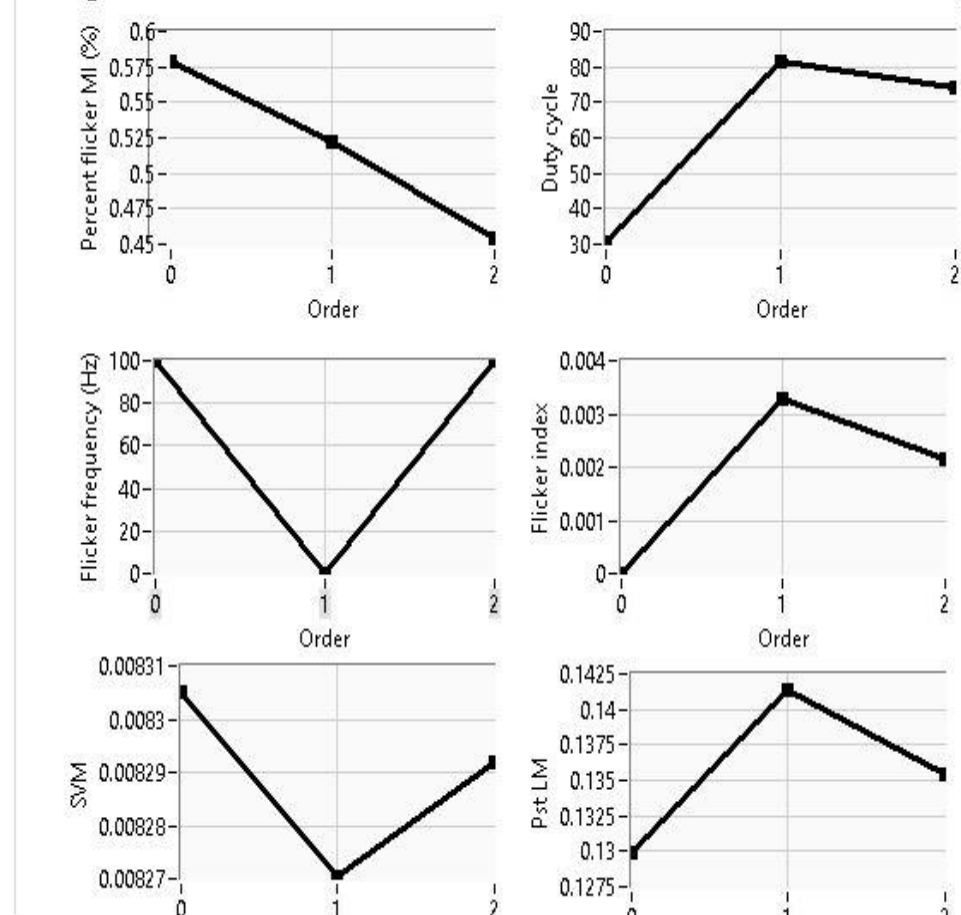 Percent flicker MI (%)
0.6
0.575
0.55
0.525
0.5
0.475
0.45
0 1 2
Order
Duty cycle
90
80
70
60
50
40
30
0 1 2
Order
Flicker frequency (Hz)
100
80
60
40
20
0
0 1 2
Order
Flicker index
0.004
0.003
0.002
0.001
0
0 1 2
Order
SVM
0.00831
0.0083
0.00829
0.00828
0.00827
0 1 2
Pst LM
0.1425
0.14
0.1375
0.135
0.1325
0.13
0.1275
0 1 2